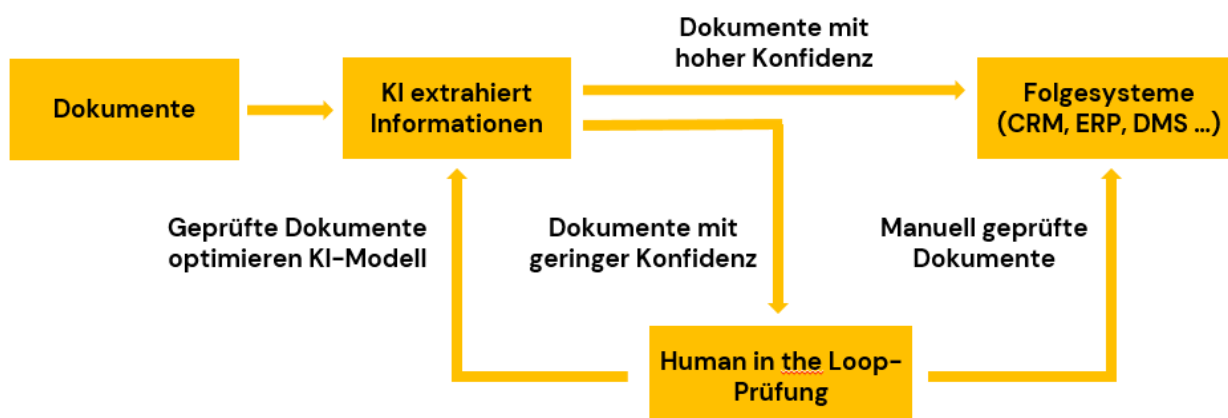 Dokumente mit
hoher Konfidenz
Dokumente
KI extrahiert
Informationen
Folgesysteme
(CRM, ERP, DMS ...)
Geprüfte Dokumente
optimieren KI-Modell
Dokumente mit
geringer Konfidenz
Manuell geprüfte
Dokumente
Human in the Loop-
Prüfung